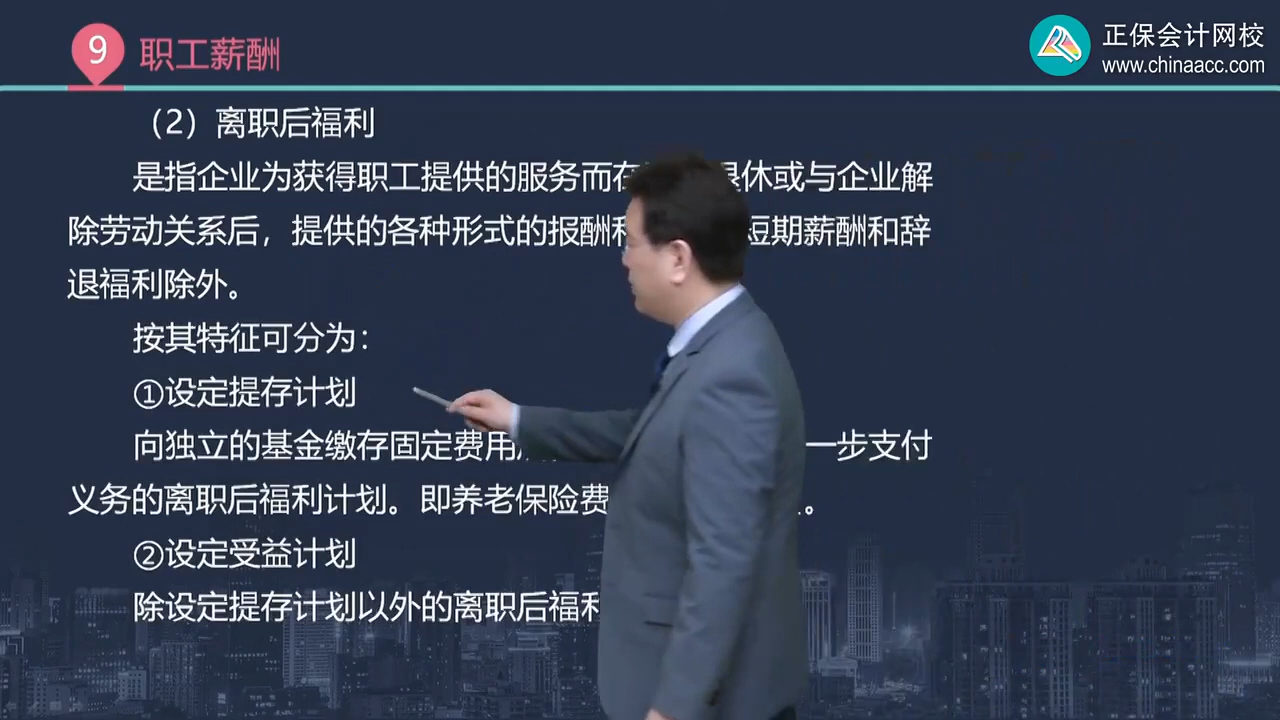 9 职工薪酬
正保会计网校
www.chinaacc.com
（2）离职后福利
是指企业为获得职工提供的服务而在 休或与企业解
除劳动关系后，提供的各种形式的报酬 短期薪酬和辞
退福利除外。
按其特征可分为：
①设定提存计划
向独立的基金缴存固定费用 一步支付
义务的离职后福利计划。即养老保险费 。
②设定受益计划
除设定提存计划以外的离职后福利